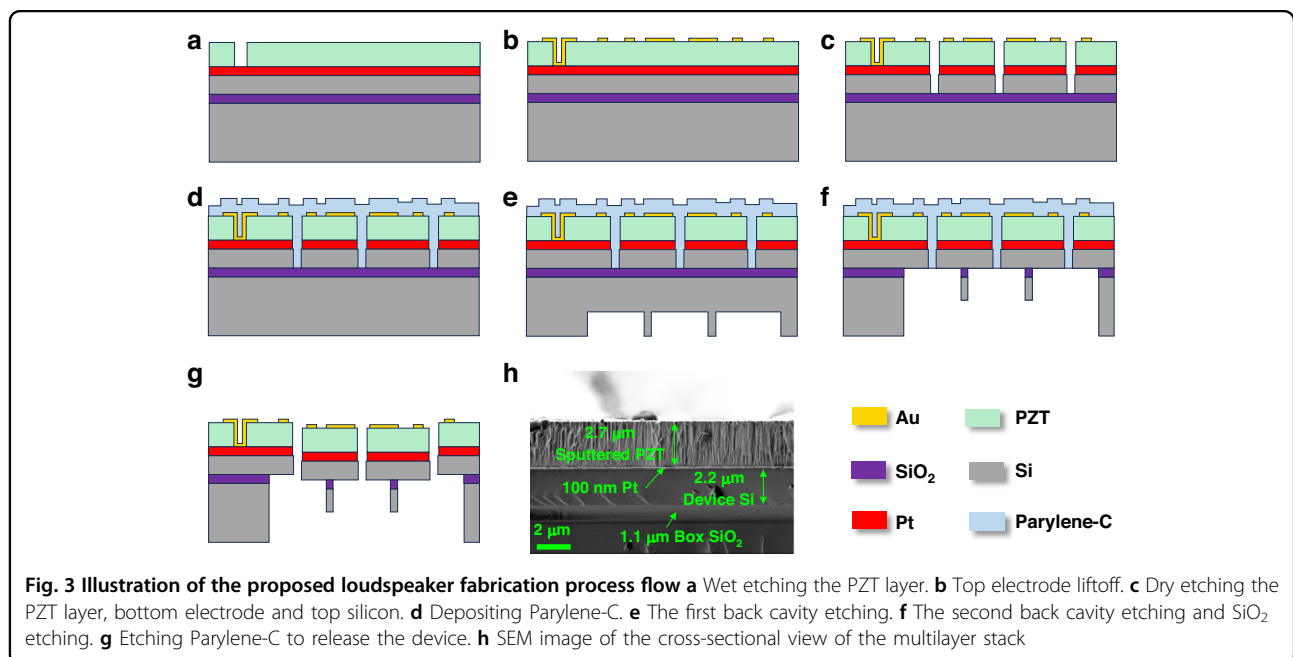 a
b
c
d
e
f
g
h
2.7 µm
Sputtered PZT
100 nm Pt
2.2 µm
Device Si
1.1 µm Box SiO₂
2 µm
Au
PZT
SiO₂
Si
Pt
Parylene-C
Fig. 3 Illustration of the proposed loudspeaker fabrication process flow a Wet etching the PZT layer. b Top electrode liftoff. c Dry etching the
PZT layer, bottom electrode and top silicon. d Depositing Parylene-C. e The first back cavity etching. f The second back cavity etching and SiO₂
etching. g Etching Parylene-C to release the device. h SEM image of the cross-sectional view of the multilayer stack